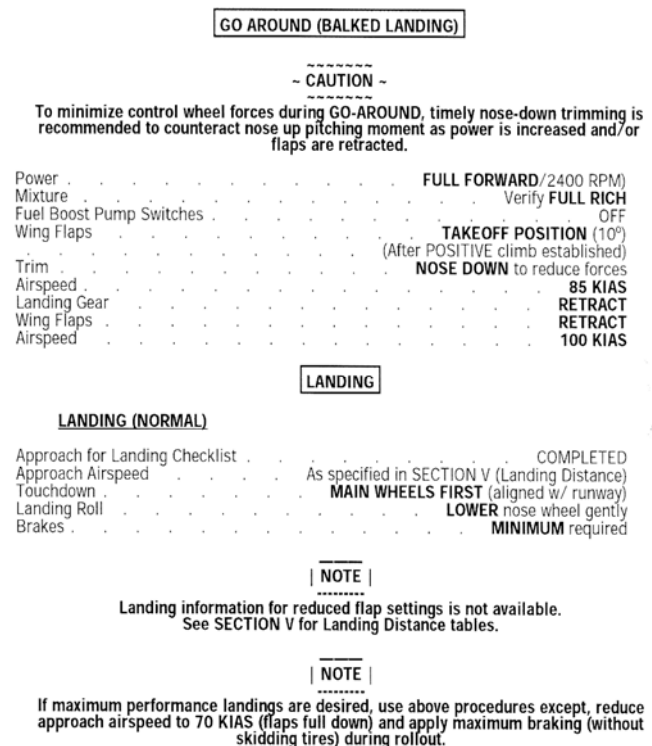 GO AROUND (BALKED LANDING)
~~~~~~~
~ CAUTION ~
~~~~~~~
To minimize control wheel forces during GO-AROUND, timely nose-down trimming is
recommended to counteract nose up pitching moment as power is increased and/or
flaps are retracted.
Power . . . . . . . . . . . . FULL FORWARD/2400 RPM)
Mixture . . . . . . . . . . . . . . Verify FULL RICH
Fuel Boost Pump Switches . . . . . . . . . . . . . OFF
Wing Flaps . . . . . . . . . . TAKEOFF POSITION (10º)
. . . . . . . . . . (After POSITIVE climb established)
Trim . . . . . . . . . . . . NOSE DOWN to reduce forces
Airspeed . . . . . . . . . . . . . . . . 85 KIAS
Landing Gear . . . . . . . . . . . . . . RETRACT
Wing Flaps . . . . . . . . . . . . . . . RETRACT
Airspeed . . . . . . . . . . . . . . . 100 KIAS
LANDING
LANDING (NORMAL)
Approach for Landing Checklist . . . . . . . . . COMPLETED
Approach Airspeed . . . . As specified in SECTION V (Landing Distance)
Touchdown . . . . . . . . MAIN WHEELS FIRST (aligned w/ runway)
Landing Roll . . . . . . . . . . . LOWER nose wheel gently
Brakes . . . . . . . . . . . . . . MINIMUM required
| NOTE |
---------
Landing information for reduced flap settings is not available.
See SECTION V for Landing Distance tables.
| NOTE |
---------
If maximum performance landings are desired, use above procedures except, reduce
approach airspeed to 70 KIAS (flaps full down) and apply maximum braking (without
skidding tires) during rollout.